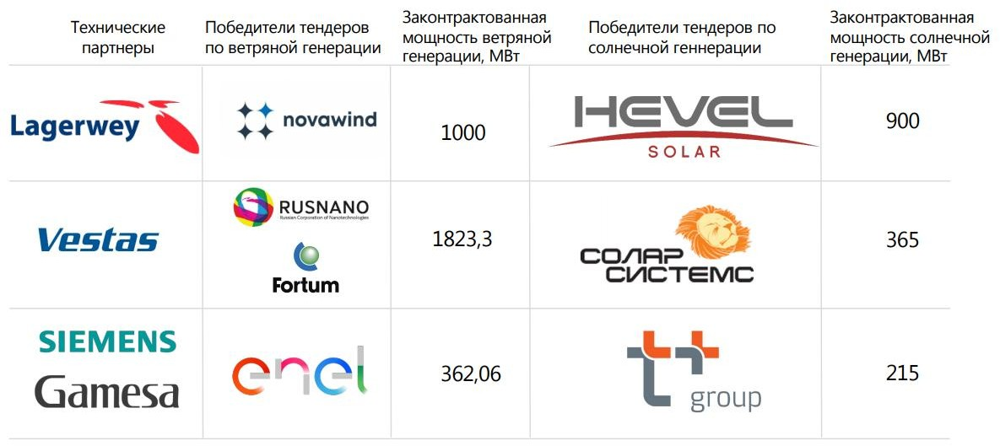 Технические
партнеры
Победители тендеров
по ветряной генерации
Законтрактованная
мощность ветряной
генерации, МВт
Победители тендеров по
солнечной геннерации
Законтрактованная
мощность солнечной
генерации, МВт
Lagerwey
novawind
1000
HEVEL
SOLAR
900
Vestas
RUSNANO
Russian Corporation of Nanotechnologies
Fortum
1823,3
СОЛАР
СИСТЕМС
365
SIEMENS
Gamesa
enel
362,06
t+
group
215